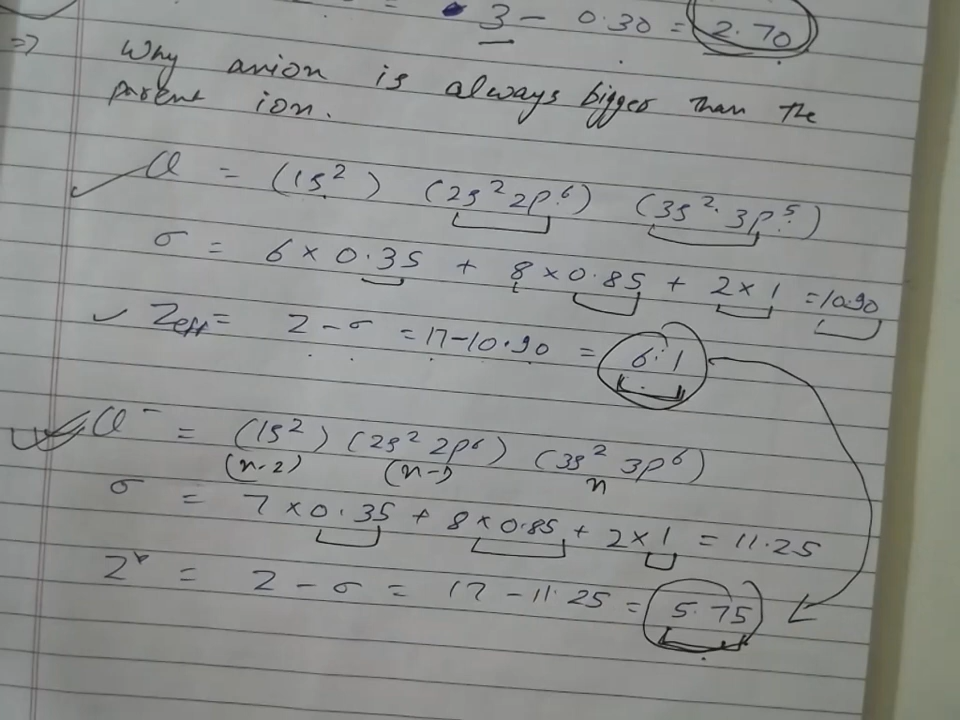 3 - 0.30 = 2.70
=> Why anion is always bigger than the
parent ion.
Cl = (1s²) (2s² 2p⁶) (3s² 3p⁵)
σ = 6 × 0.35 + 8 × 0.85 + 2 × 1 = 10.90
Zeff = Z - σ = 17 - 10.90 = 6.1
Cl⁻ = (1s²) (2s² 2p⁶) (3s² 3p⁶)
(n-2) (n-1) n
σ = 7 × 0.35 + 8 × 0.85 + 2 × 1 = 11.25
Z* = Z - σ = 17 - 11.25 = 5.75